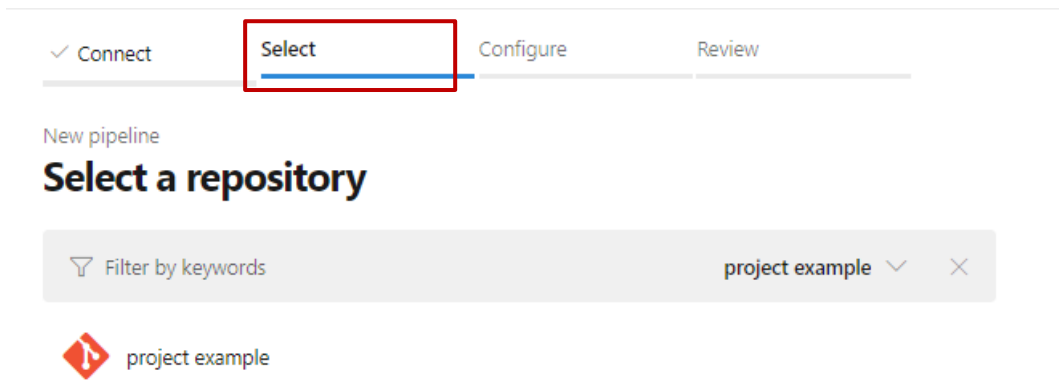 Connect Select Configure Review
New pipeline
Select a repository
Filter by keywords project example
project example